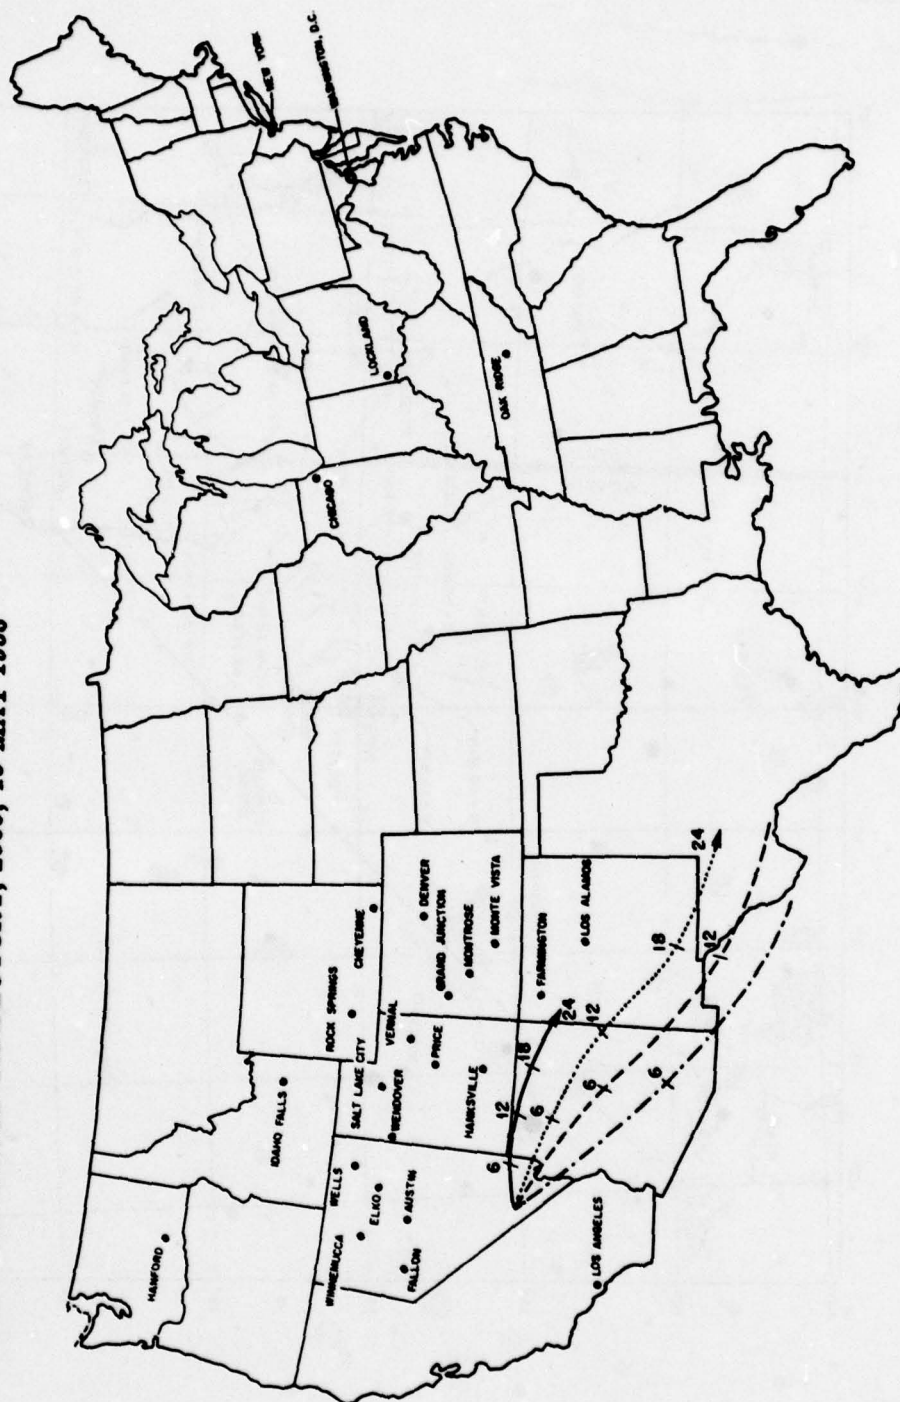 NEW YORK
WASHINGTON, D.C.
LOCKLAND
OAK RIDGE
CHICAGO
HANFORD
IDAHO FALLS
ROCK SPRINGS
CHEYENNE
SALT LAKE CITY
VERNAL
WENDOVER
PRICE
HANKSVILLE
DENVER
GRAND JUNCTION
MONTROSE
MONTE VISTA
WELLS
WINNEMUCCA
ELKO
AUSTIN
FALLON
FARMINGTON
LOS ALAMOS
LOS ANGELES
6
12
18
24
6
12
18
24
6
12
6